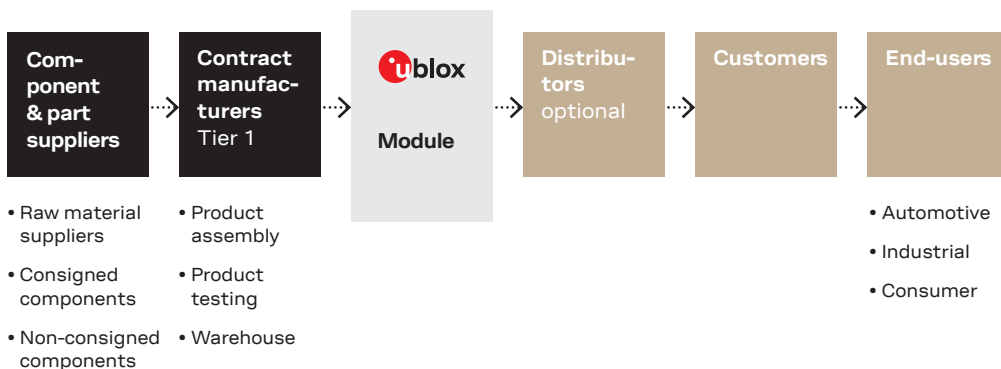 Com-
ponent
& part
suppliers
Contract
manufac-
turers
Tier 1
ublox
Module
Distribu-
tors
optional
Customers
End-users
• Raw material
suppliers
• Consigned
components
• Non-consigned
components
• Product
assembly
• Product
testing
• Warehouse
• Automotive
• Industrial
• Consumer